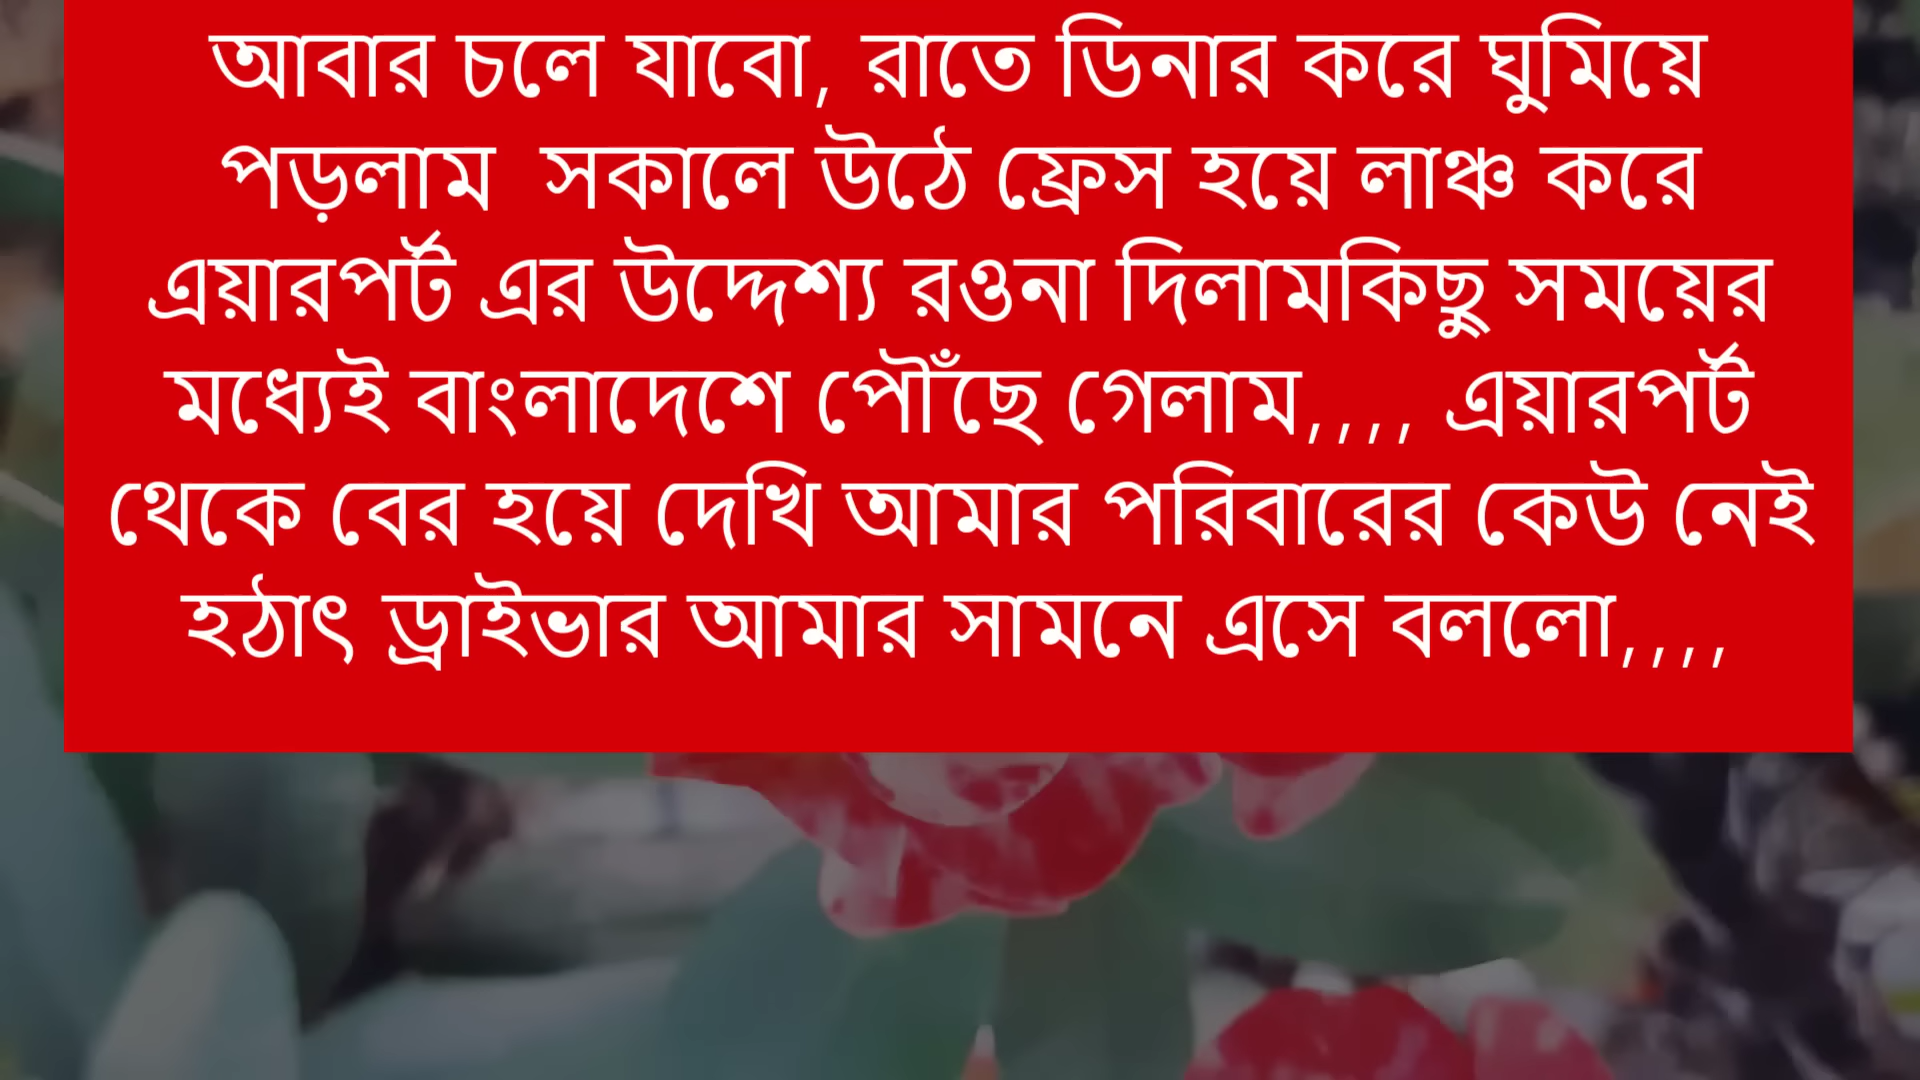 আবার চলে যাবো, রাতে ডিনার করে ঘুমিয়ে
পড়লাম  সকালে উঠে ফ্রেস হয়ে লাঞ্চ করে
এয়ারপর্ট এর উদ্দেশ্য রওনা দিলামকিছু সময়ের
মধ্যেই বাংলাদেশে পৌঁছে গেলাম,,,, এয়ারপর্ট
থেকে বের হয়ে দেখি আমার পরিবারের কেউ নেই
হঠাৎ ড্রাইভার আমার সামনে এসে বললো,,,,